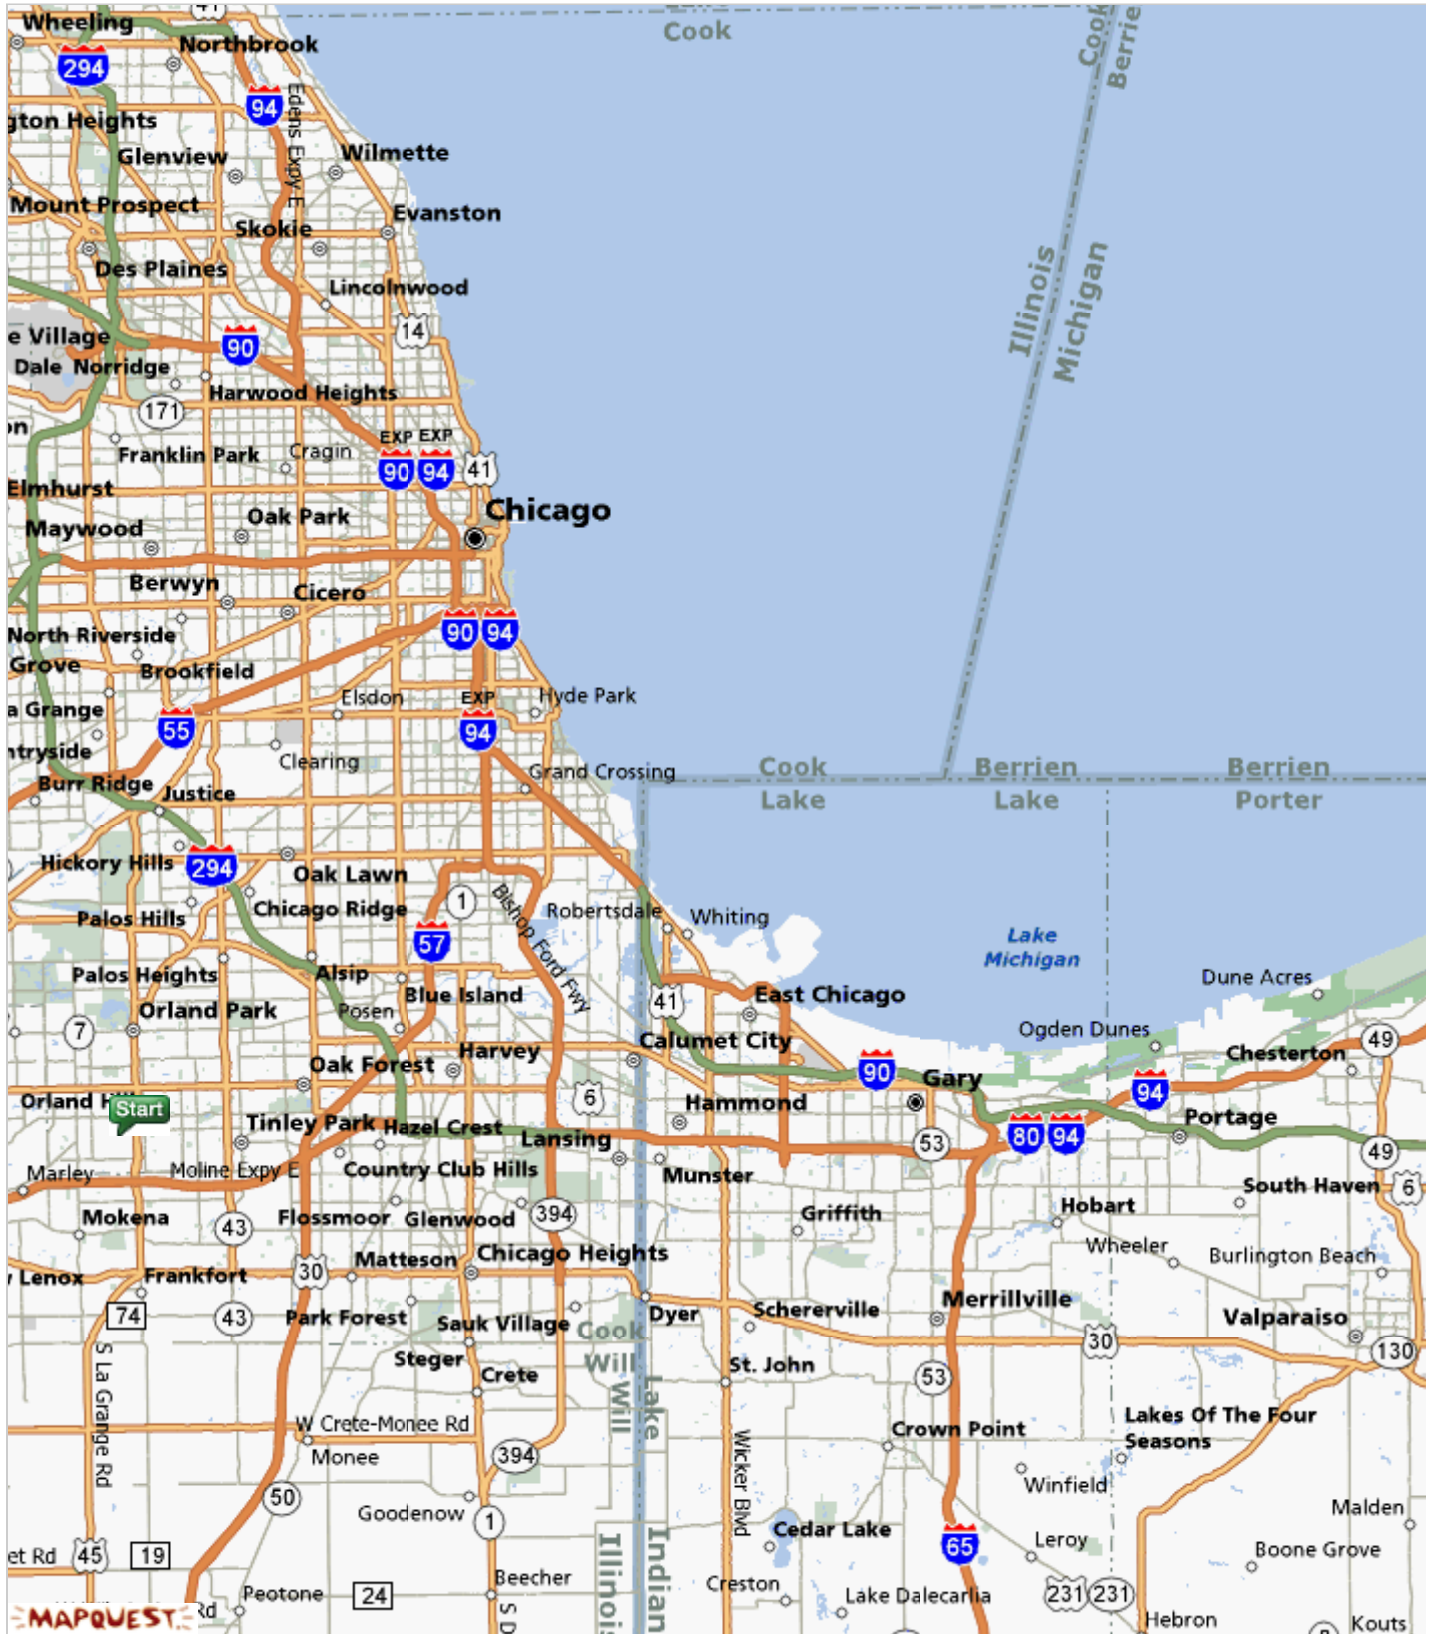 41
Lake
Cook
Cook
Berrie
Wheeling
Northbrook
294
94
Edens Expy E
gton Heights
Glenview
Wilmette
Mount Prospect
Evanston
Skokie
Des Plaines
Lincolnwood
Illinois
Michigan
14
e Village
90
Dale
Norridge
Harwood Heights
171
on
Franklin Park
Cragin
EXP
EXP
90
94
41
Elmhurst
Chicago
Maywood
Oak Park
Berwyn
Cicero
North Riverside
90
94
Grove
Brookfield
Elsdon
EXP
Hyde Park
a Grange
55
94
ntryside
Clearing
Grand Crossing
Cook
Berrien
Berrien
Burr Ridge
Justice
Lake
Lake
Porter
Hickory Hills
294
Oak Lawn
Palos Hills
Chicago Ridge
1
Bishop Ford Fwy
Robertsdale
Whiting
57
Lake
Michigan
Palos Heights
Alsip
Dune Acres
Blue Island
41
East Chicago
Orland Park
Posen
7
Ogden Dunes
Calumet City
49
Chesterton
Oak Forest
Harvey
90
Gary
94
Orland Hi
Start
6
Hammond
Portage
Tinley Park
Hazel Crest
Lansing
53
80
94
49
Marley
Moline Expy E
Country Club Hills
Munster
South Haven
6
Mokena
43
Flossmoor
Glenwood
394
Griffith
Hobart
Wheeler
Burlington Beach
Matteson
Chicago Heights
Lenox
Frankfort
30
74
43
Park Forest
Sauk Village
Dyer
Schererville
Merrillville
Valparaiso
Cook
Will
30
130
S La Grange Rd
Steger
Crete
St. John
53
Will
Lake
W Crete-Monee Rd
Monee
394
Wicker Blvd
Crown Point
Lakes Of The Four
Seasons
Winfield
50
Goodenow
1
Malden
Cedar Lake
et Rd
45
19
65
Leroy
Boone Grove
Illinois
Indian
Peotone
24
Beecher
Creston
Lake Dalecarlia
231
231
MAPQUEST
Rd
S D
Hebron
Kouts